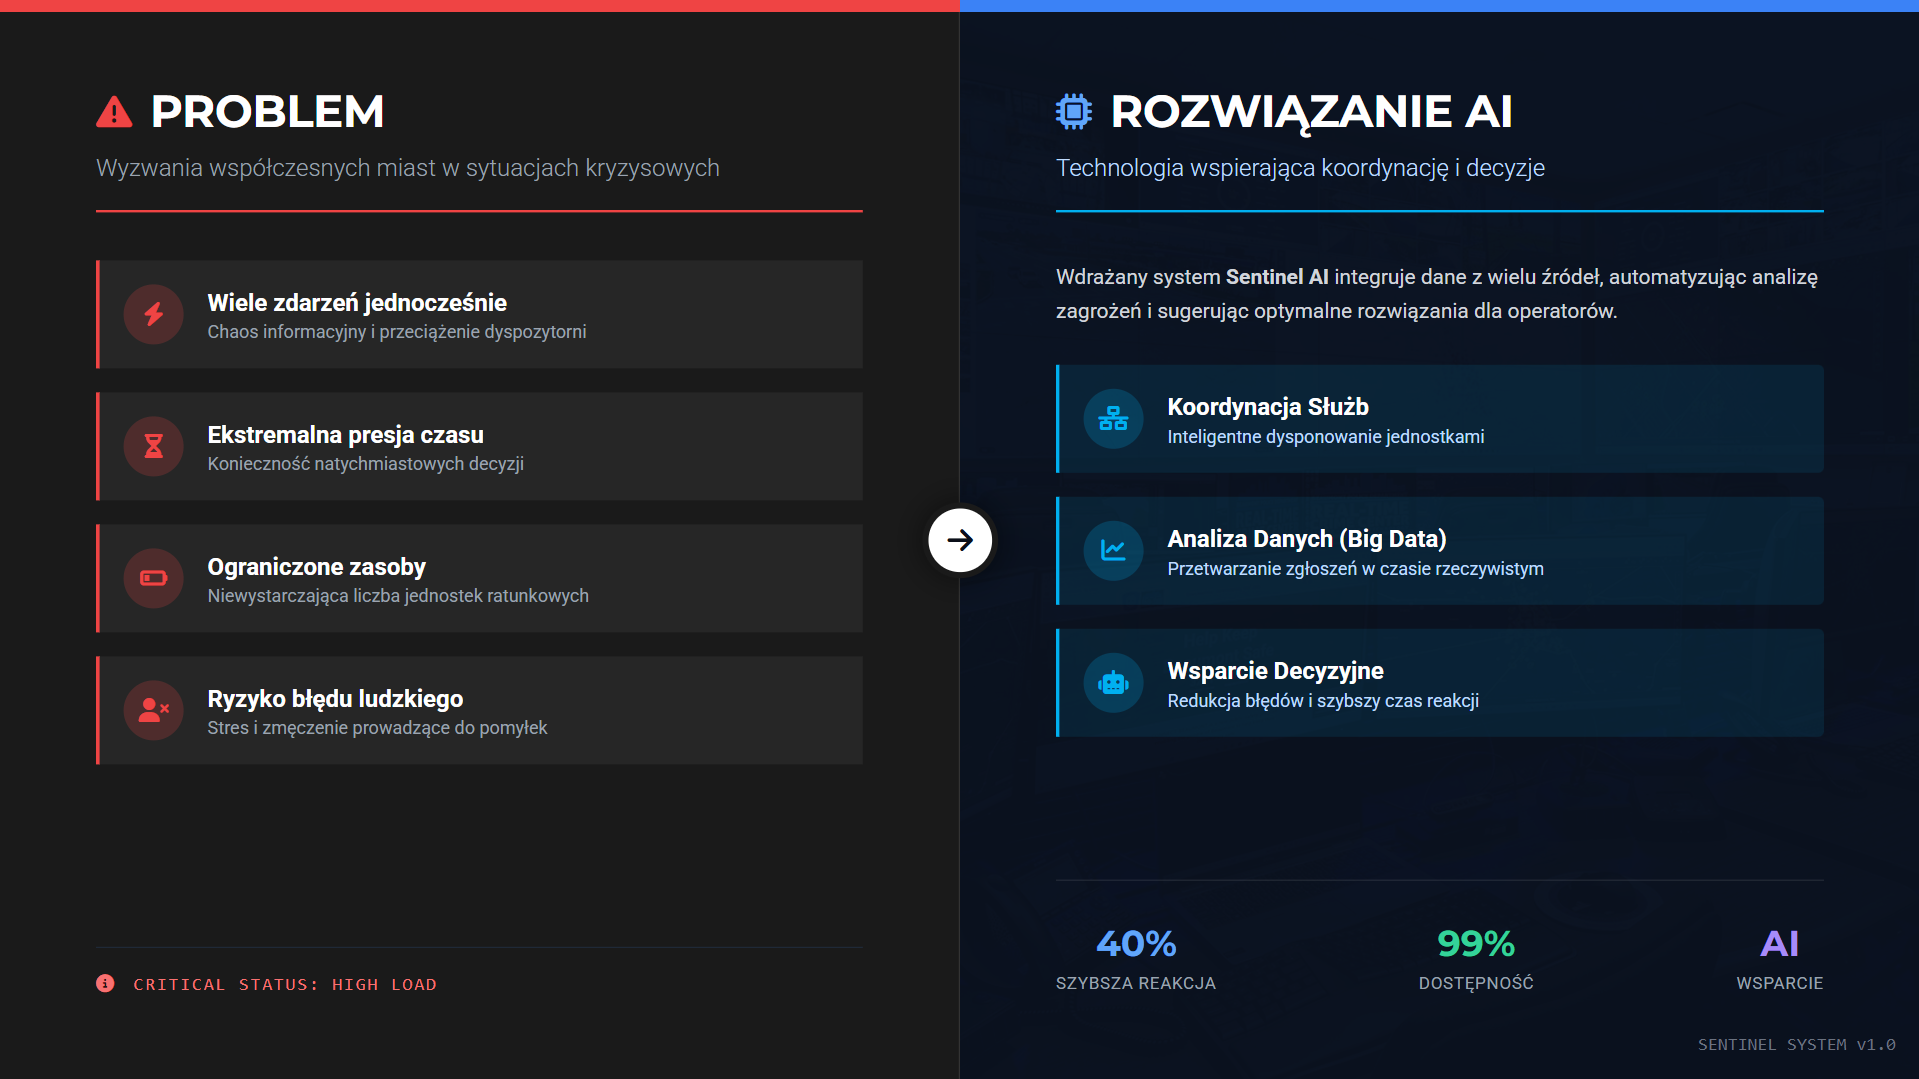 PROBLEM
Wyzwania współczesnych miast w sytuacjach kryzysowych
Wiele zdarzeń jednocześnie
Chaos informacyjny i przeciążenie dyspozytorni
Ekstremalna presja czasu
Konieczność natychmiastowych decyzji
Ograniczone zasoby
Niewystarczająca liczba jednostek ratunkowych
Ryzyko błędu ludzkiego
Stres i zmęczenie prowadzące do pomyłek
CRITICAL STATUS: HIGH LOAD
ROZWIĄZANIE AI
Technologia wspierająca koordynację i decyzje
Wdrażany system Sentinel AI integruje dane z wielu źródeł, automatyzując analizę
zagrożeń i sugerując optymalne rozwiązania dla operatorów.
Koordynacja Służb
Inteligentne dysponowanie jednostkami
Analiza Danych (Big Data)
Przetwarzanie zgłoszeń w czasie rzeczywistym
Wsparcie Decyzyjne
Redukcja błędów i szybszy czas reakcji
40%
SZYBSZA REAKCJA
99%
DOSTĘPNOŚĆ
AI
WSPARCIE
SENTINEL SYSTEM v1.0